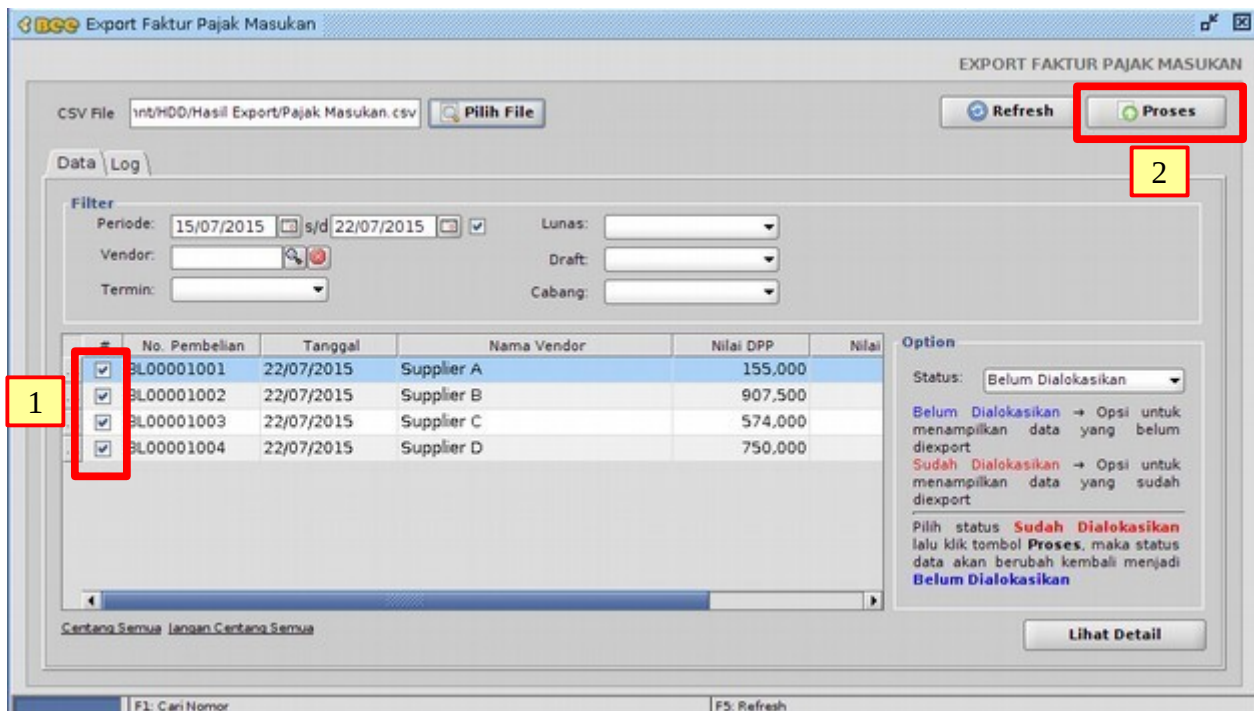 Bee Export Faktur Pajak Masukan
EXPORT FAKTUR PAJAK MASUKAN
CSV File nt/HDD/Hasil Export/Pajak Masukan.csv Pilih File Refresh Proses
2
Data Log
Filter
Periode: 15/07/2015 s/d 22/07/2015 Lunas:
Vendor: Draft:
Termin: Cabang:
# No. Pembelian Tanggal Nama Vendor Nilai DPP Nilai
BL00001001 22/07/2015 Supplier A 155,000
BL00001002 22/07/2015 Supplier B 907,500
BL00001003 22/07/2015 Supplier C 574,000
BL00001004 22/07/2015 Supplier D 750,000
1
Option
Status: Belum Dialokasikan
Belum Dialokasikan → Opsi untuk
menampilkan data yang belum
diexport
Sudah Dialokasikan → Opsi untuk
menampilkan data yang sudah
diexport
Pilih status Sudah Dialokasikan
lalu klik tombol Proses, maka status
data akan berubah kembali menjadi
Belum Dialokasikan
Centang Semua Jangan Centang Semua
Lihat Detail
F1: Cari Nomor F5: Refresh